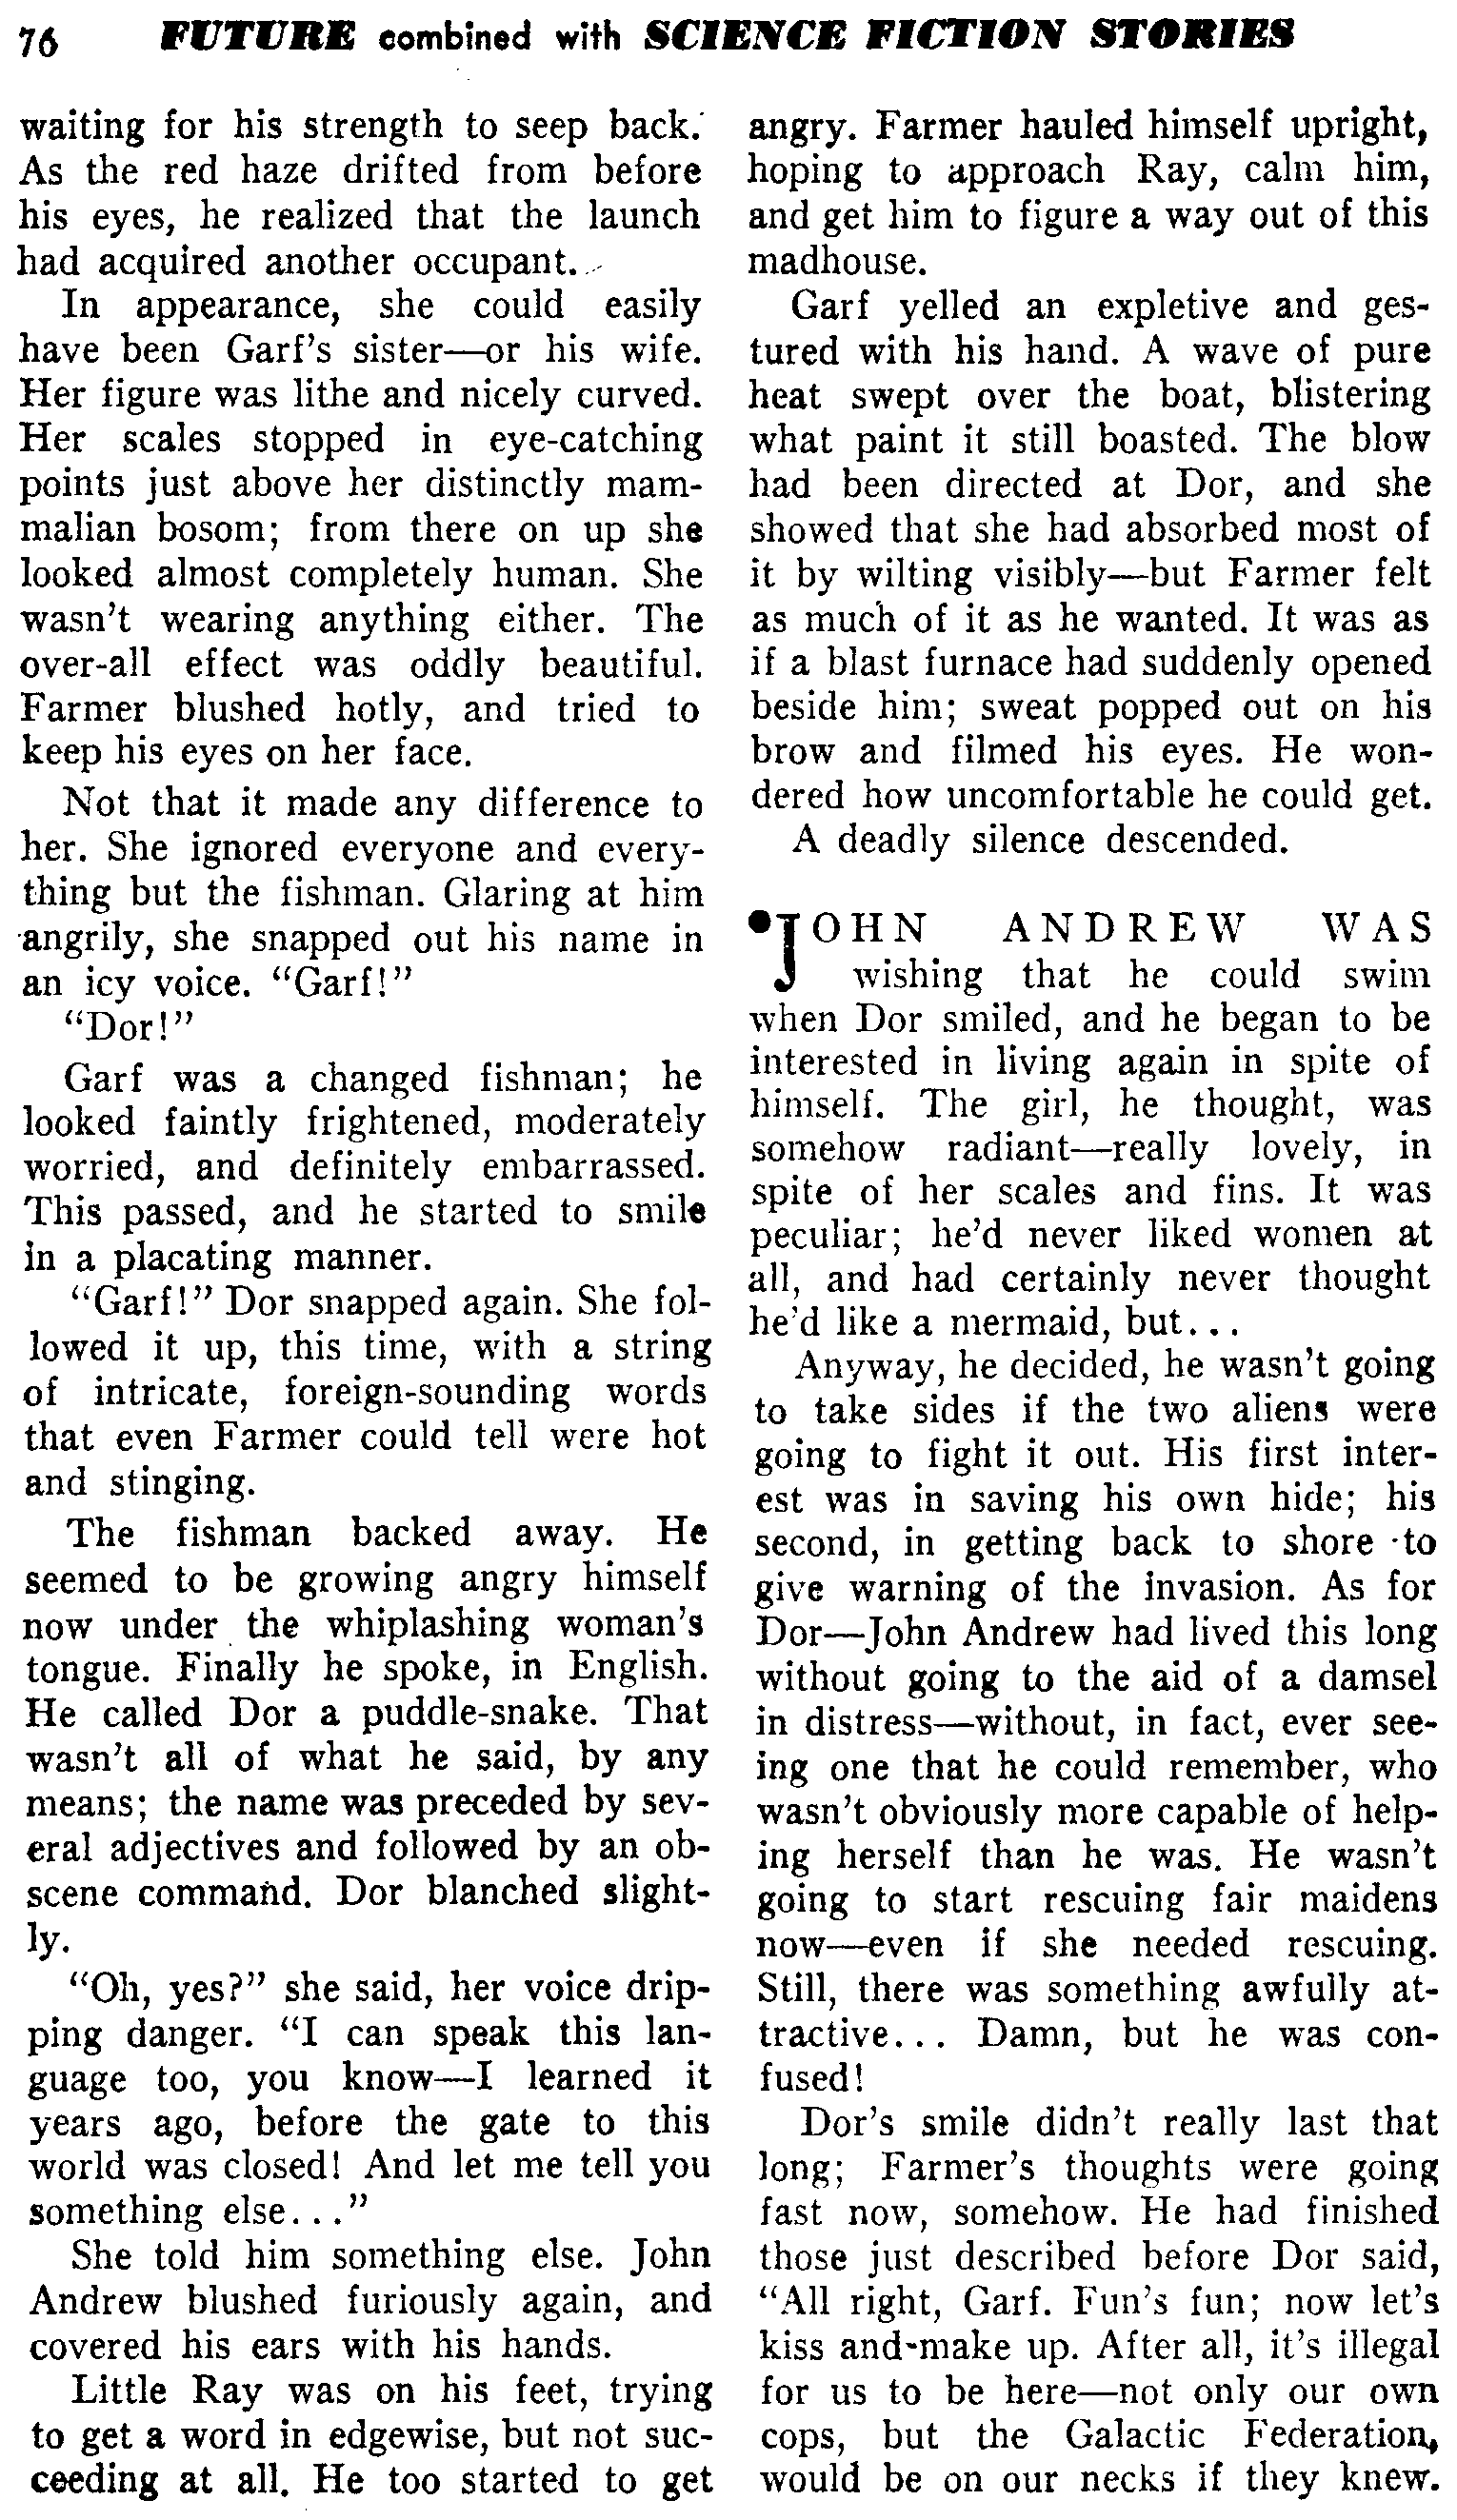 76 FUTURE combined with SCIENCE FICTION STORIES
waiting for his strength to seep back.
As the red haze drifted from before
his eyes, he realized that the launch
had acquired another occupant.
In appearance, she could easily
have been Garf's sister—or his wife.
Her figure was lithe and nicely curved.
Her scales stopped in eye-catching
points just above her distinctly mam-
malian bosom; from there on up she
looked almost completely human. She
wasn't wearing anything either. The
over-all effect was oddly beautiful.
Farmer blushed hotly, and tried to
keep his eyes on her face.
Not that it made any difference to
her. She ignored everyone and every-
thing but the fishman. Glaring at him
angrily, she snapped out his name in
an icy voice. "Garf!"
"Dor!"
Garf was a changed fishman; he
looked faintly frightened, moderately
worried, and definitely embarrassed.
This passed, and he started to smile
in a placating manner.
"Garf!" Dor snapped again. She fol-
lowed it up, this time, with a string
of intricate, foreign-sounding words
that even Farmer could tell were hot
and stinging.
The fishman backed away. He
seemed to be growing angry himself
now under the whiplashing woman's
tongue. Finally he spoke, in English.
He called Dor a puddle-snake. That
wasn't all of what he said, by any
means; the name was preceded by sev-
eral adjectives and followed by an ob-
scene command. Dor blanched slight-
ly.
"Oh, yes?" she said, her voice drip-
ping danger. "I can speak this lan-
guage too, you know—I learned it
years ago, before the gate to this
world was closed! And let me tell you
something else..."
She told him something else. John
Andrew blushed furiously again, and
covered his ears with his hands.
Little Ray was on his feet, trying
to get a word in edgewise, but not suc-
ceeding at all. He too started to get
angry. Farmer hauled himself upright,
hoping to approach Ray, calm him,
and get him to figure a way out of this
madhouse.
Garf yelled an expletive and ges-
tured with his hand. A wave of pure
heat swept over the boat, blistering
what paint it still boasted. The blow
had been directed at Dor, and she
showed that she had absorbed most of
it by wilting visibly—but Farmer felt
as much of it as he wanted. It was as
if a blast furnace had suddenly opened
beside him; sweat popped out on his
brow and filmed his eyes. He won-
dered how uncomfortable he could get.
A deadly silence descended.
•JOHN ANDREW WAS
wishing that he could swim
when Dor smiled, and he began to be
interested in living again in spite of
himself. The girl, he thought, was
somehow radiant—really lovely, in
spite of her scales and fins. It was
peculiar; he'd never liked women at
all, and had certainly never thought
he'd like a mermaid, but...
Anyway, he decided, he wasn't going
to take sides if the two aliens were
going to fight it out. His first inter-
est was in saving his own hide; his
second, in getting back to shore to
give warning of the invasion. As for
Dor—John Andrew had lived this long
without going to the aid of a damsel
in distress—without, in fact, ever see-
ing one that he could remember, who
wasn't obviously more capable of help-
ing herself than he was. He wasn't
going to start rescuing fair maidens
now—even if she needed rescuing.
Still, there was something awfully at-
tractive... Damn, but he was con-
fused!
Dor's smile didn't really last that
long; Farmer's thoughts were going
fast now, somehow. He had finished
those just described before Dor said,
"All right, Garf. Fun's fun; now let's
kiss and-make up. After all, it's illegal
for us to be here—not only our own
cops, but the Galactic Federation,
would be on our necks if they knew.